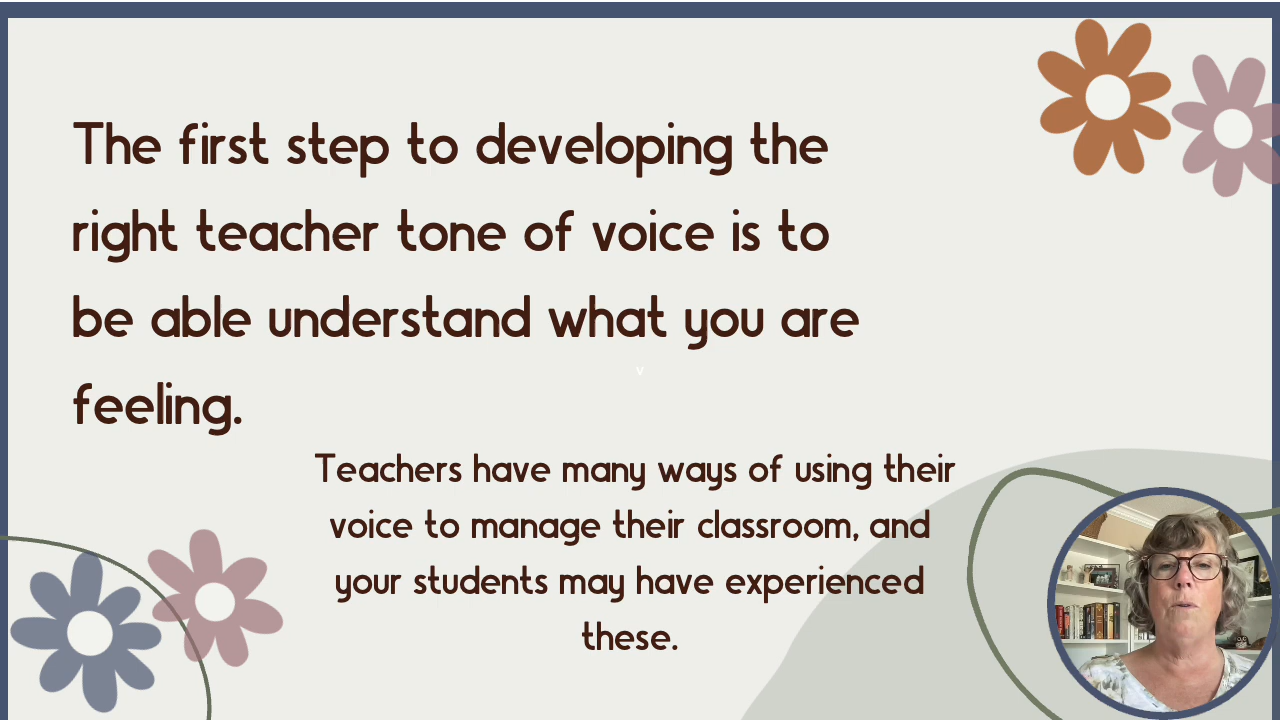 The first step to developing the
right teacher tone of voice is to
be able understand what you are
feeling.
v
Teachers have many ways of using their
voice to manage their classroom, and
your students may have experienced
these.